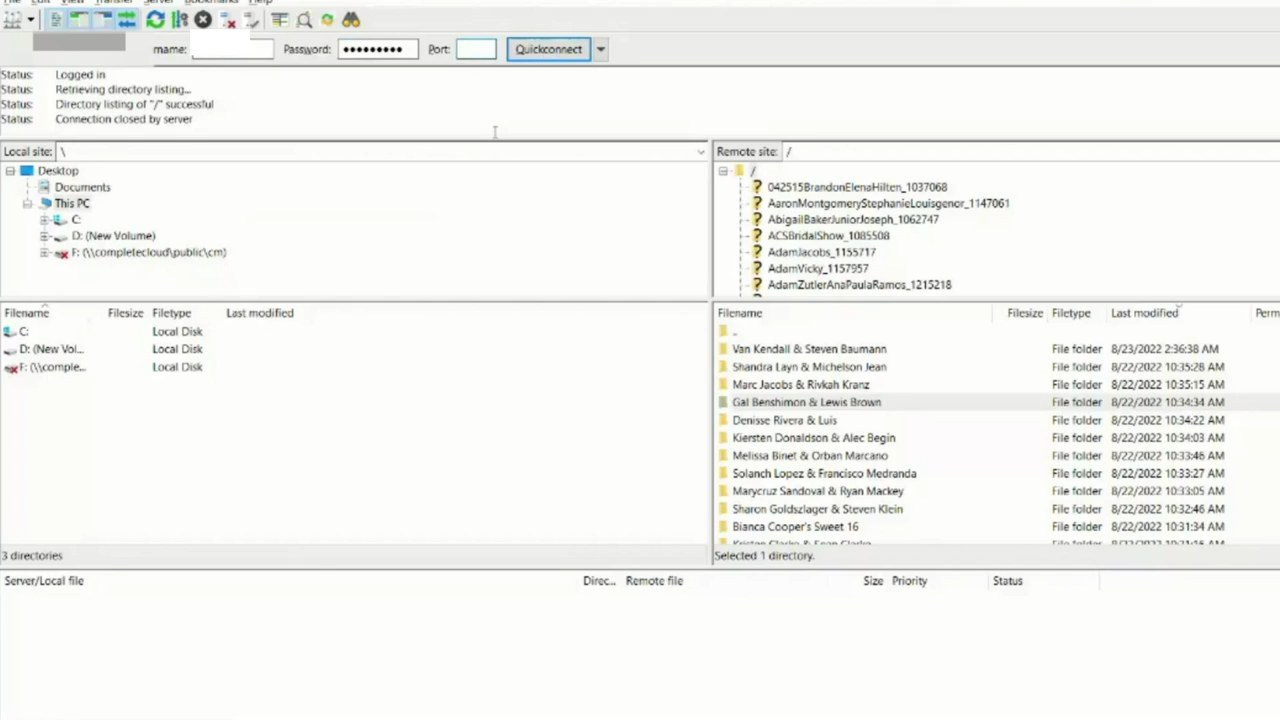 File Edit View Transfer Server Bookmarks Help
name: Password: ●●●●●●●●● Port: Quickconnect
Status: Logged in
Status: Retrieving directory listing...
Status: Directory listing of "/" successful
Status: Connection closed by server
Local site: \
Remote site: /
Desktop
Documents
This PC
C:
D: (New Volume)
F: (\\completecloud\public\cm)
/
042515BrandonElenaHilten_1037068
AaronMontgomeryStephanieLouisgenor_1147061
AbigailBakerJuniorJoseph_1062747
ACSBridalShow_1085508
AdamJacobs_1155717
AdamVicky_1157957
AdamZutlerAnaPaulaRamos_1215218
Filename Filesize Filetype Last modified
C: Local Disk
D: (New Vol... Local Disk
F: (\\comple... Local Disk
3 directories
Filename Filesize Filetype Last modified Perm
..
Van Kendall & Steven Baumann File folder 8/23/2022 2:36:38 AM
Shandra Layn & Michelson Jean File folder 8/22/2022 10:35:28 AM
Marc Jacobs & Rivkah Kranz File folder 8/22/2022 10:35:15 AM
Gal Benshimon & Lewis Brown File folder 8/22/2022 10:34:34 AM
Denisse Rivera & Luis File folder 8/22/2022 10:34:22 AM
Kiersten Donaldson & Alec Begin File folder 8/22/2022 10:34:03 AM
Melissa Binet & Orban Marcano File folder 8/22/2022 10:33:46 AM
Solanch Lopez & Francisco Medranda File folder 8/22/2022 10:33:27 AM
Marycruz Sandoval & Ryan Mackey File folder 8/22/2022 10:33:05 AM
Sharon Goldszlager & Steven Klein File folder 8/22/2022 10:32:46 AM
Bianca Cooper's Sweet 16 File folder 8/22/2022 10:31:34 AM
Selected 1 directory.
Server/Local file Direc... Remote file Size Priority Status